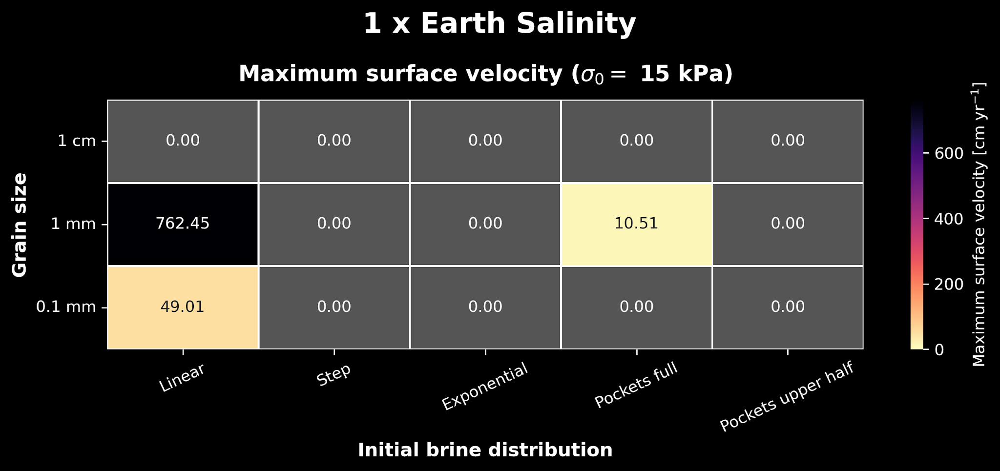 1 x Earth Salinity
Maximum surface velocity (σ₀ = 15 kPa)
Grain size
1 cm
0.00 0.00 0.00 0.00 0.00
1 mm
762.45 0.00 0.00 10.51 0.00
0.1 mm
49.01 0.00 0.00 0.00 0.00
Linear
Step
Exponential
Pockets full
Pockets upper half
Initial brine distribution
600
400
200
0
Maximum surface velocity [cm yr⁻¹]